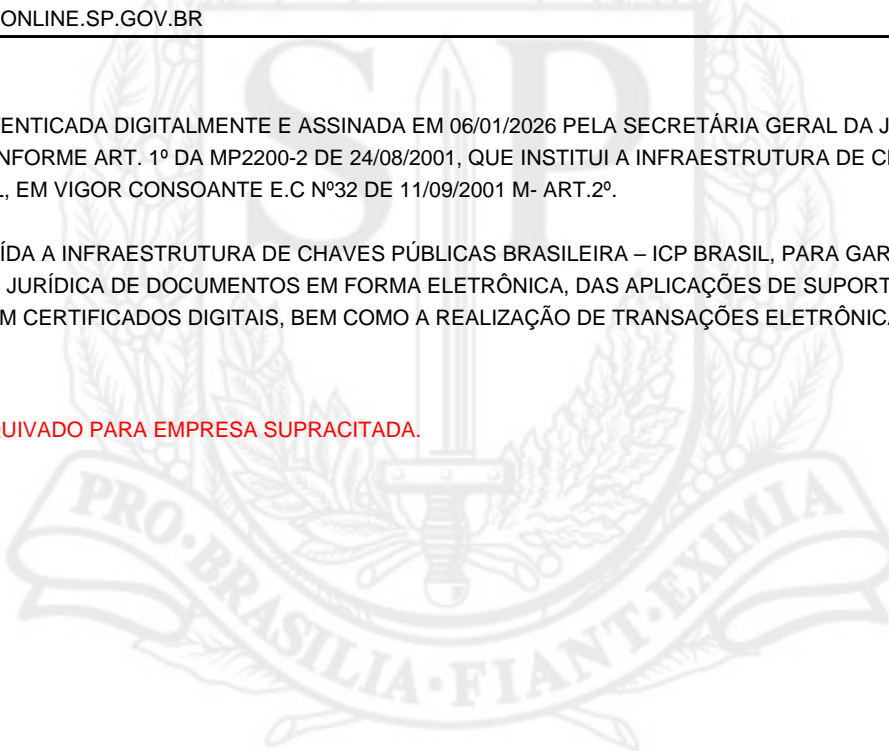 ONLINE.SP.GOV.BR
TENTICADA DIGITALMENTE E ASSINADA EM 06/01/2026 PELA SECRETÁRIA GERAL DA J
NFORME ART. 1º DA MP2200-2 DE 24/08/2001, QUE INSTITUI A INFRAESTRUTURA DE C
L, EM VIGOR CONSOANTE E.C Nº32 DE 11/09/2001 M- ART.2º.
ÍDA A INFRAESTRUTURA DE CHAVES PÚBLICAS BRASILEIRA – ICP BRASIL, PARA GAR
JURÍDICA DE DOCUMENTOS EM FORMA ELETRÔNICA, DAS APLICAÇÕES DE SUPORT
M CERTIFICADOS DIGITAIS, BEM COMO A REALIZAÇÃO DE TRANSAÇÕES ELETRÔNICA
QUIVADO PARA EMPRESA SUPRACITADA.
SP
PRO·BRASILIA·FIANT·EXIMIA